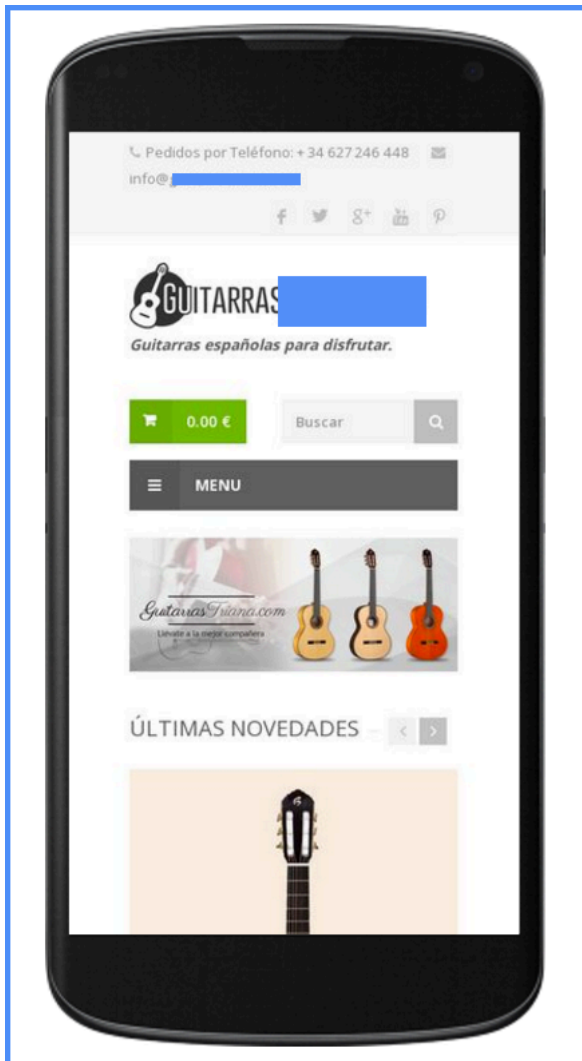 Pedidos por Teléfono: + 34 627 246 448
info@
GUITARRAS
Guitarras españolas para disfrutar.
0.00 €
Buscar
MENU
GuitarrasTriana.com
Llévate a la mejor compañera
ÚLTIMAS NOVEDADES